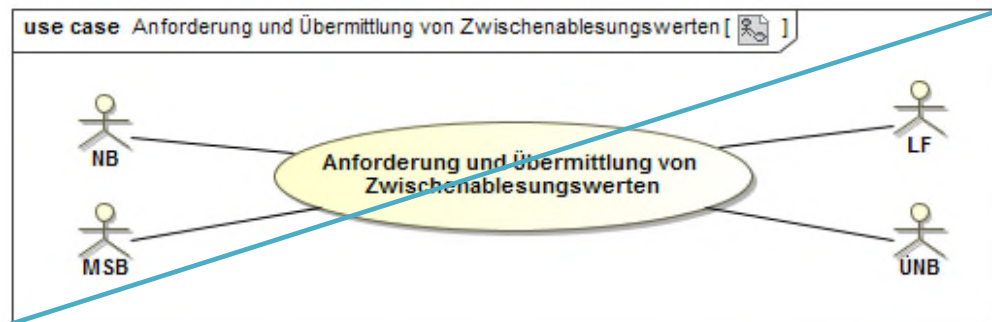 use case Anforderung und Übermittlung von Zwischenablesungswerten [ ]
NB
LF
Anforderung und Übermittlung von
Zwischenablesungswerten
MSB
ÜNB